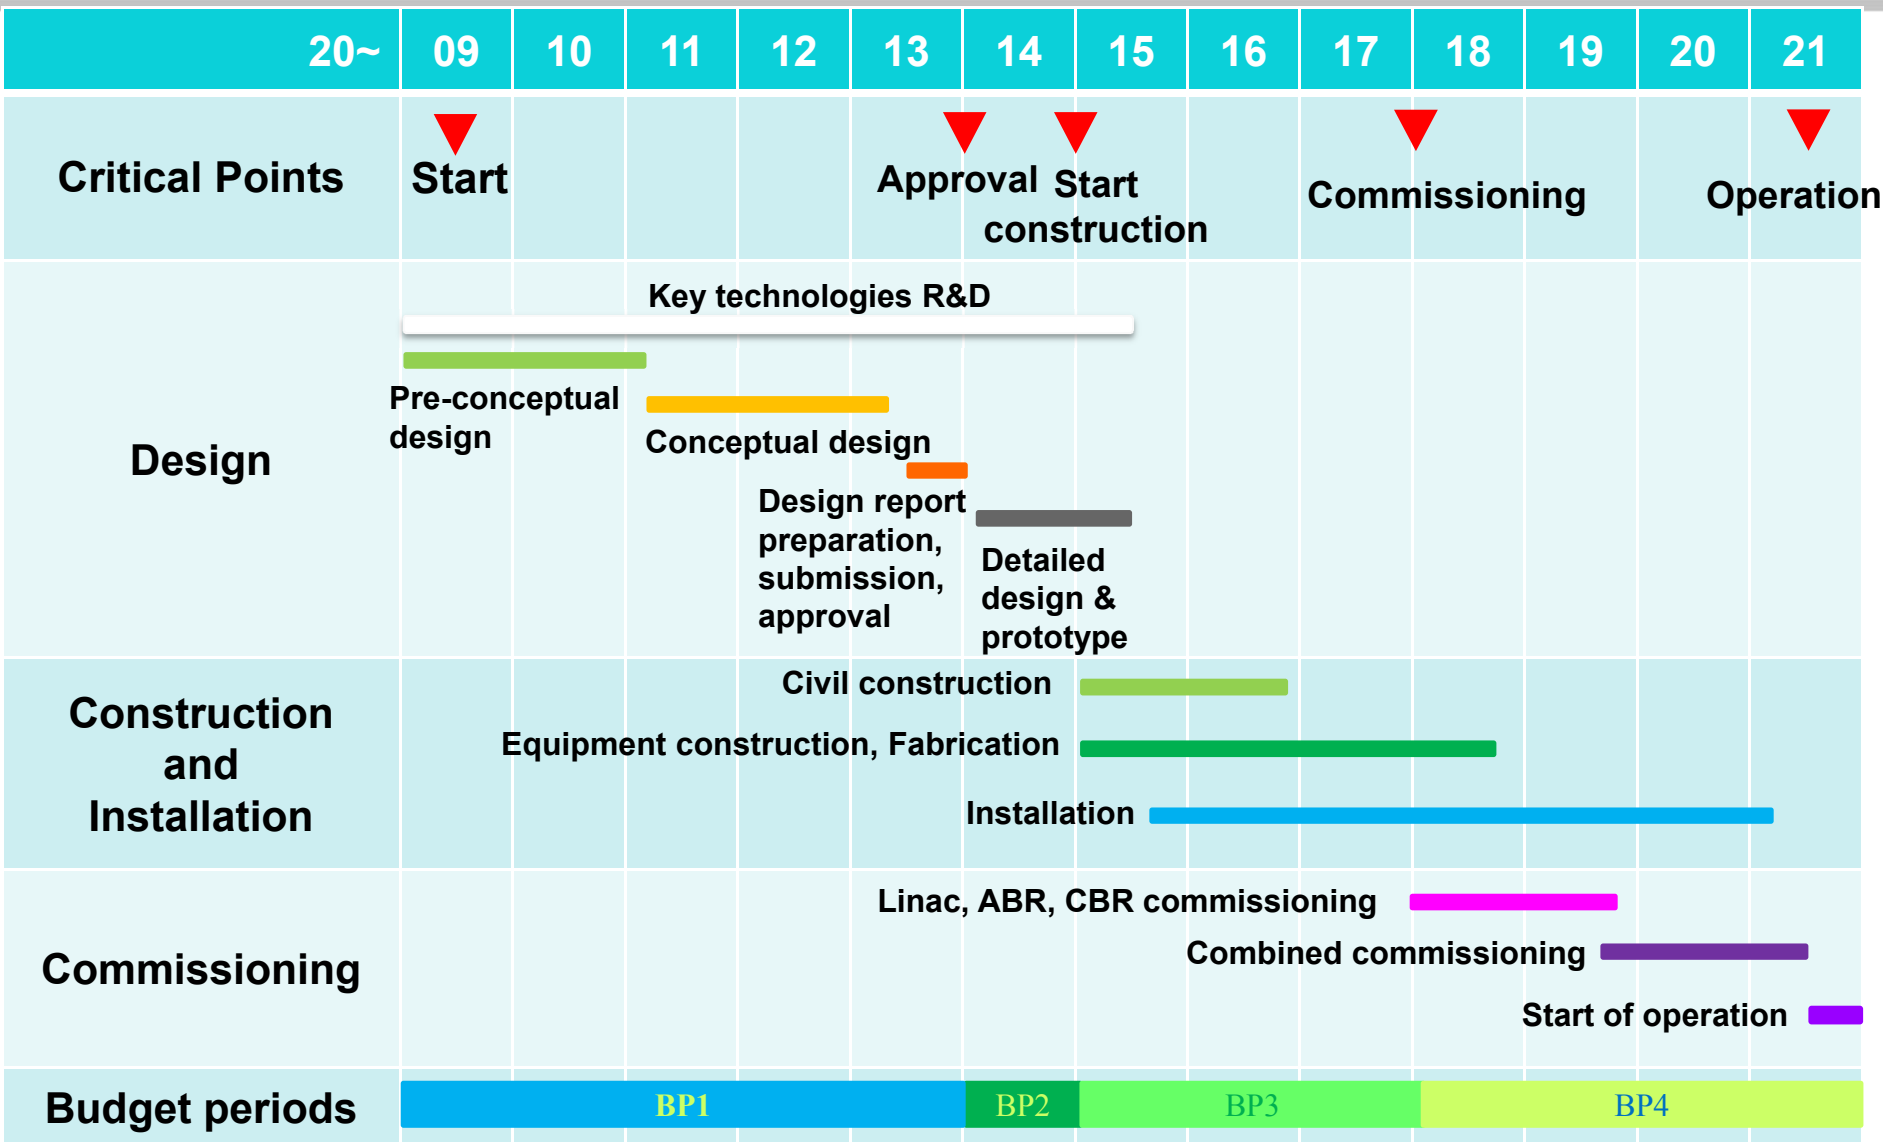 20~ 09 10 11 12 13 14 15 16 17 18 19 20 21
Critical Points
Start
Approval
Start
construction
Commissioning
Operation
Design
Key technologies R&D
Pre-conceptual
design
Conceptual design
Design report
preparation,
submission,
approval
Detailed
design &
prototype
Construction
and
Installation
Civil construction
Equipment construction, Fabrication
Installation
Commissioning
Linac, ABR, CBR commissioning
Combined commissioning
Start of operation
Budget periods
BP1 BP2 BP3 BP4